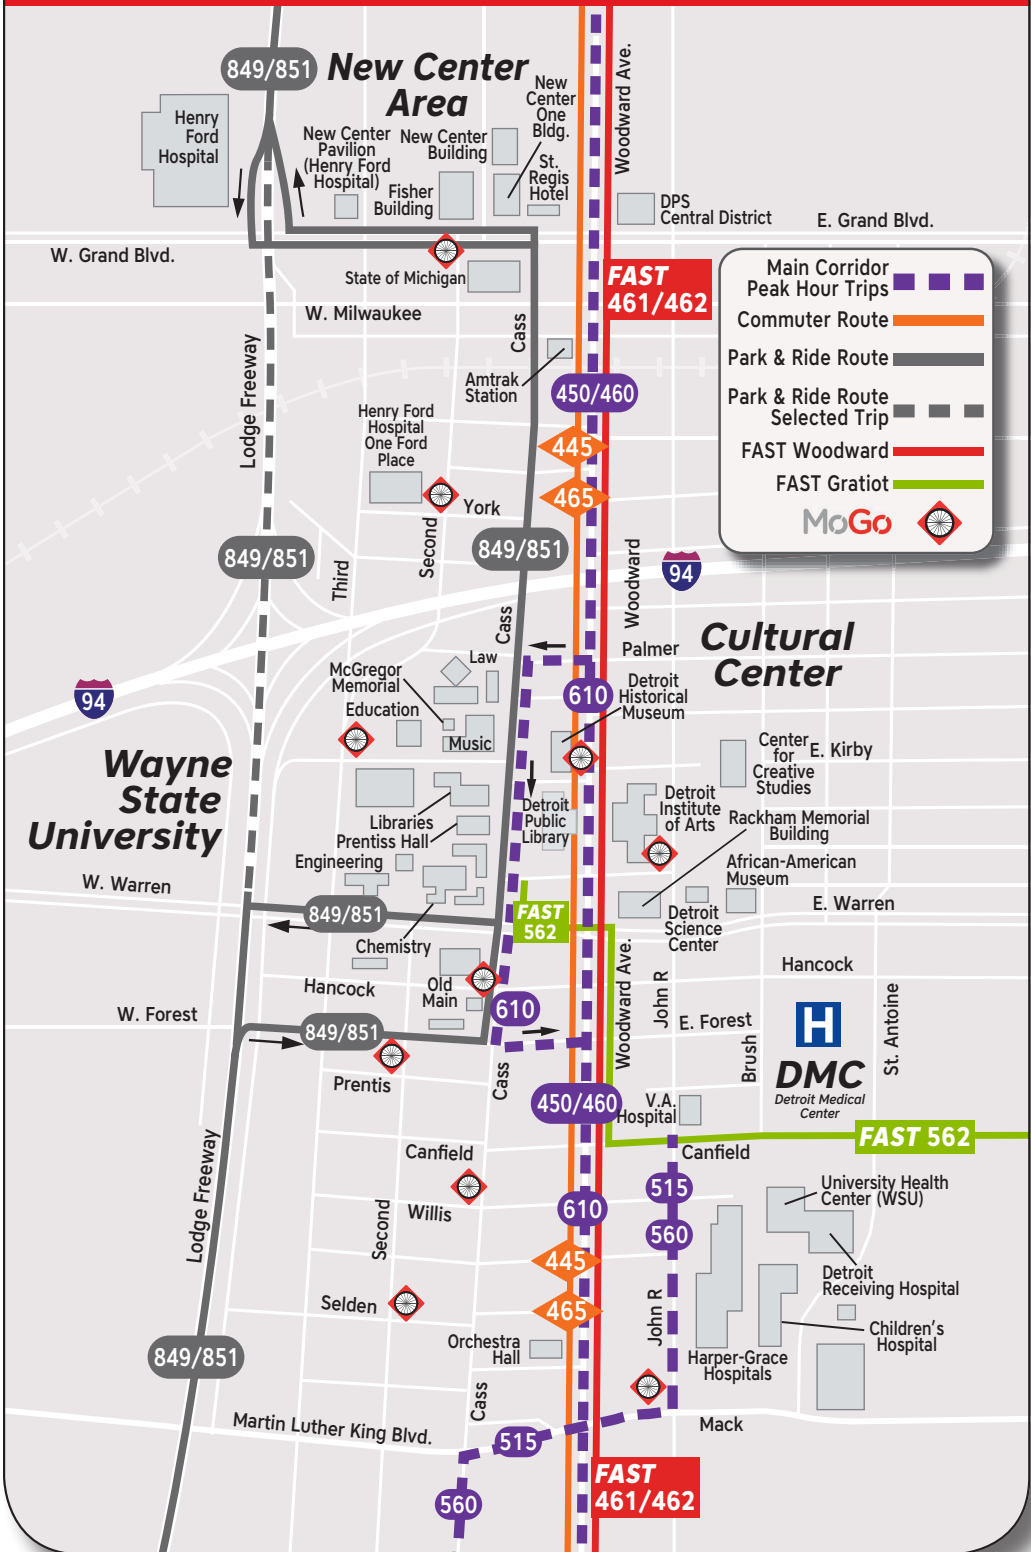 849/851
New Center
Area
Henry
Ford
Hospital
New Center
Pavilion
(Henry Ford
Hospital)
New Center
Building
New
Center
One
Bldg.
Fisher
Building
St.
Regis
Hotel
Woodward Ave.
DPS
Central District
E. Grand Blvd.
W. Grand Blvd.
State of Michigan
FAST
461/462
Main Corridor
Peak Hour Trips
Commuter Route
Park & Ride Route
Park & Ride Route
Selected Trip
FAST Woodward
FAST Gratiot
MoGo
W. Milwaukee
Cass
Lodge Freeway
Amtrak
Station
450/460
Henry Ford
Hospital
One Ford
Place
445
465
York
Second
849/851
849/851
Third
Woodward
94
Cass
Cultural
Center
Palmer
Law
McGregor
Memorial
Education
Music
94
610
Detroit
Historical
Museum
Wayne
State
University
Center
for
Creative
Studies
E. Kirby
Detroit
Public
Library
Detroit
Institute
of Arts
Libraries
Prentiss Hall
Engineering
Rackham Memorial
Building
African-American
Museum
W. Warren
E. Warren
849/851
FAST
562
Detroit
Science
Center
Chemistry
Hancock
Old
Main
Woodward Ave.
John R
Hancock
W. Forest
849/851
610
E. Forest
Brush
St. Antoine
H
DMC
Detroit Medical
Center
Prentis
Cass
450/460
V.A.
Hospital
FAST 562
Canfield
Canfield
Willis
Second
Lodge Freeway
515
610
560
University Health
Center (WSU)
445
465
Detroit
Receiving Hospital
Selden
John R
Children's
Hospital
Orchestra
Hall
Harper-Grace
Hospitals
849/851
Cass
Martin Luther King Blvd.
Mack
515
FAST
461/462
560